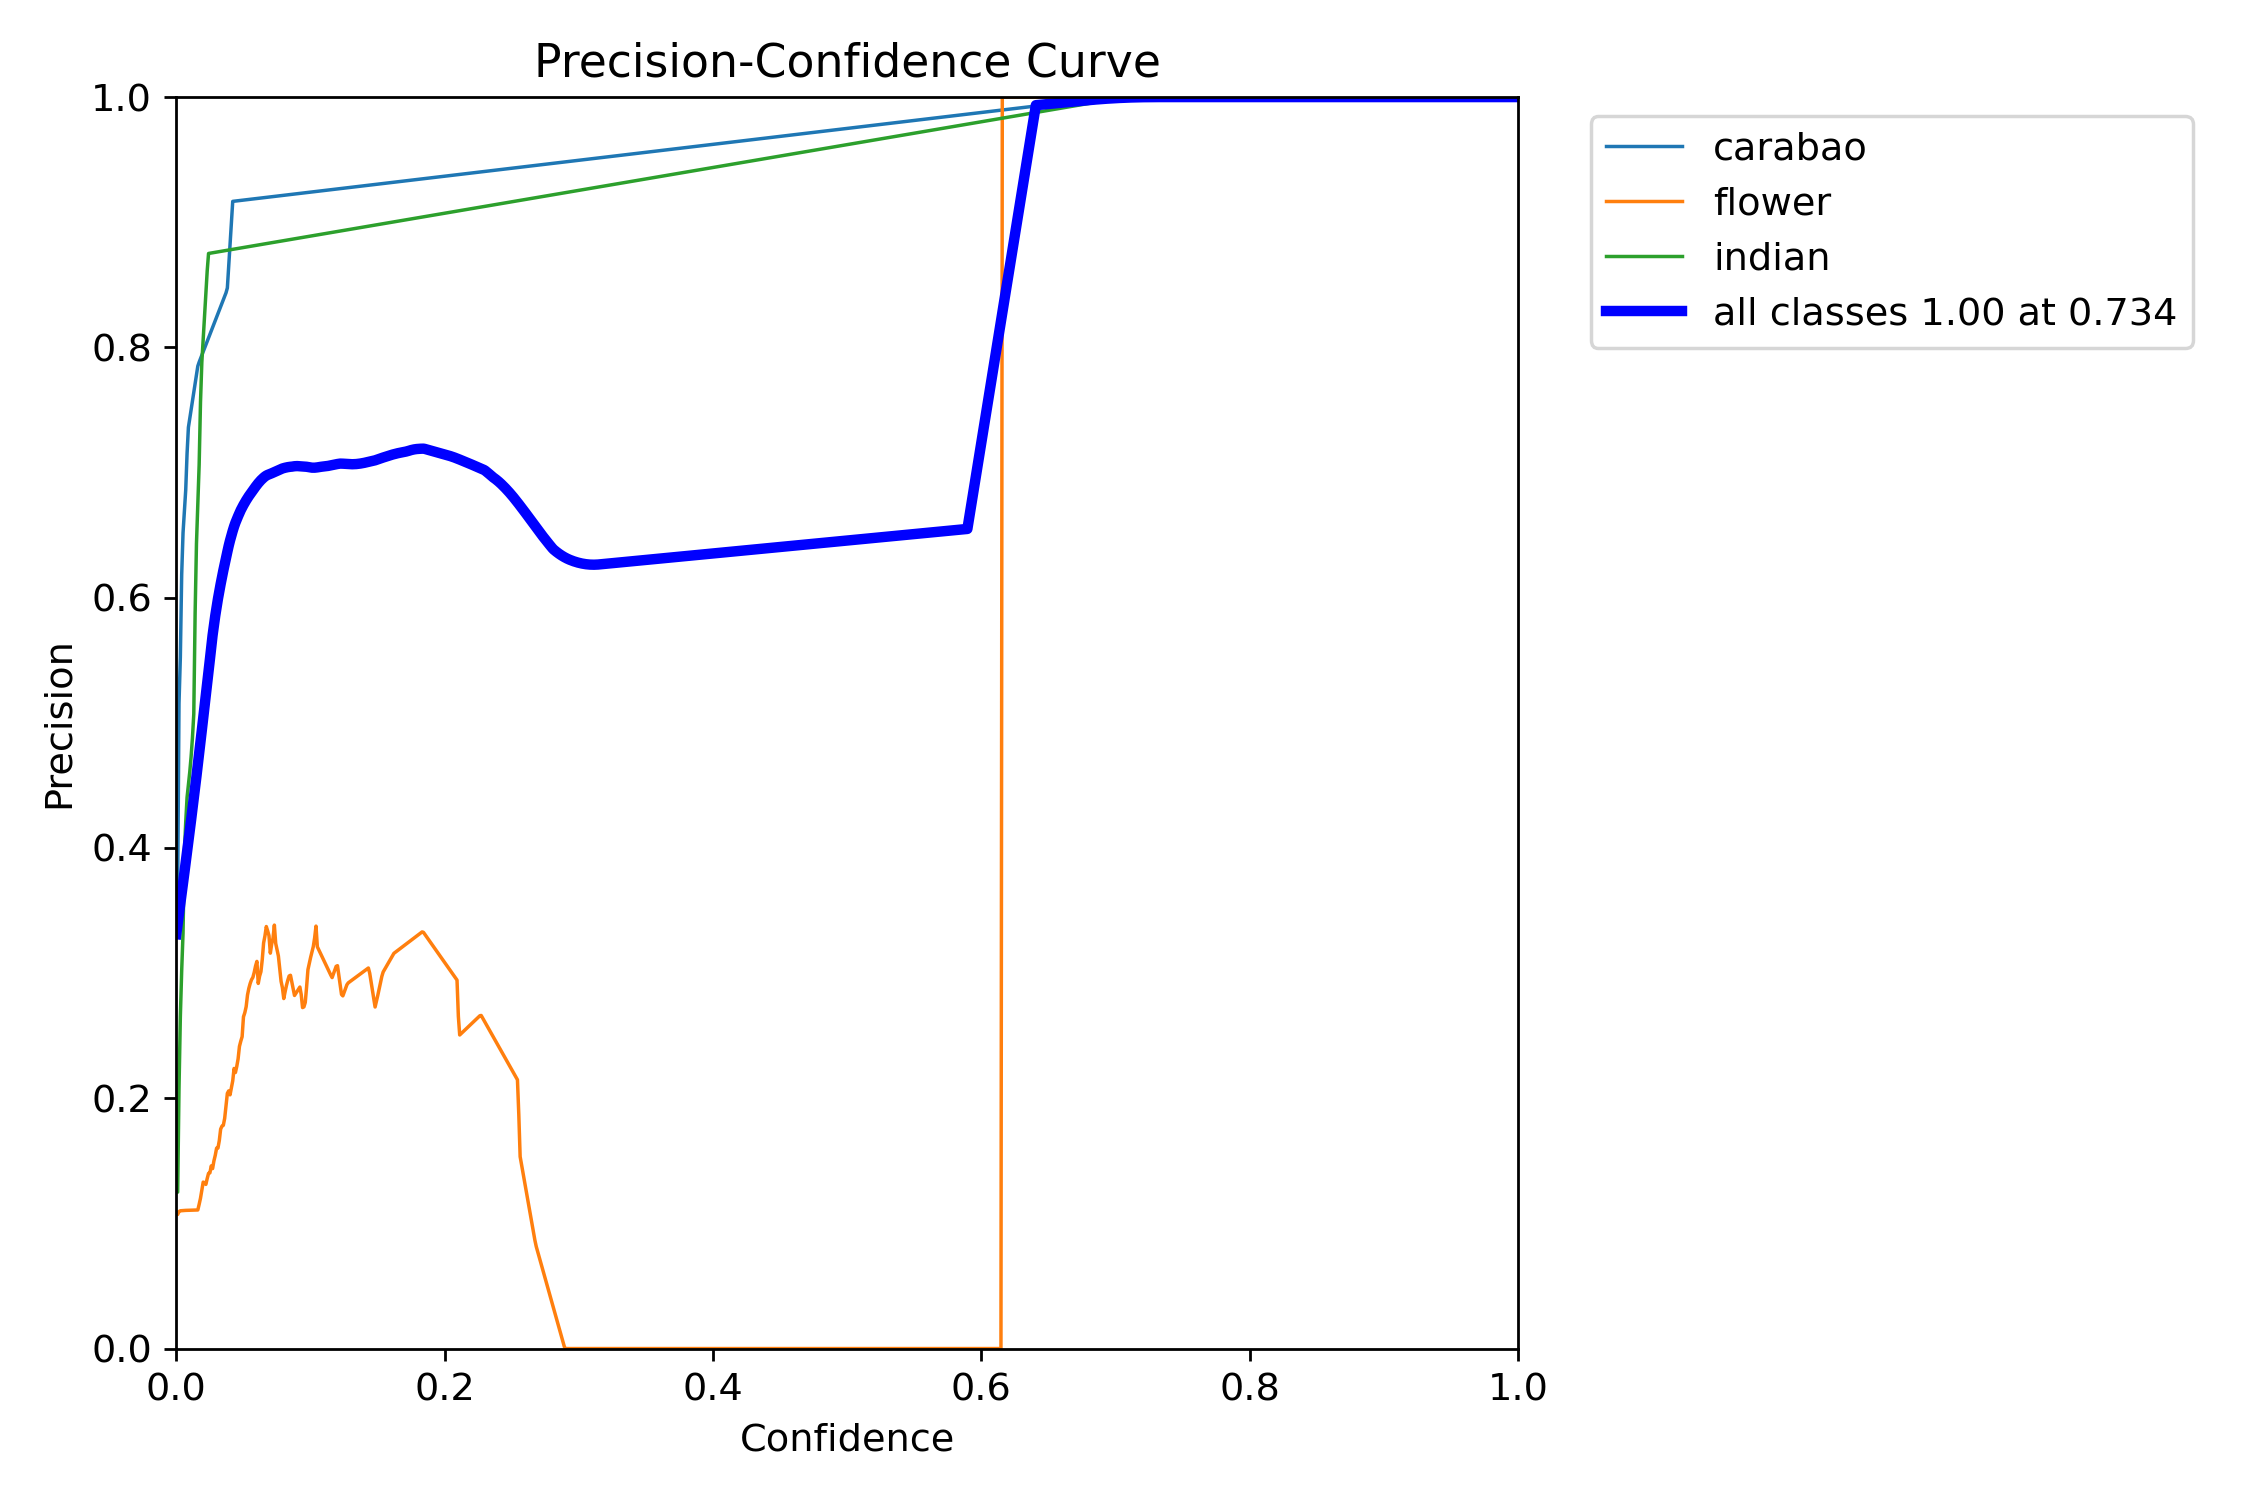 Precision-Confidence Curve
1.0
0.8
0.6
0.4
0.2
0.0
Precision
0.0 0.2 0.4 0.6 0.8 1.0
Confidence
carabao
flower
indian
all classes 1.00 at 0.734